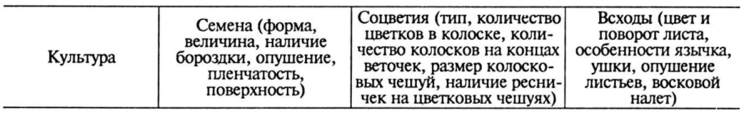 Культура
Семена (форма,
величина, наличие
бороздки, опушение,
пленчатость,
поверхность)
Соцветия (тип, количество
цветков в колоске, коли-
чество колосков на концах
веточек, размер колоско-
вых чешуй, наличие ресни-
чек на цветковых чешуях)
Всходы (цвет и
поворот листа,
особенности язычка,
ушки, опушение
листьев, восковой
налет)